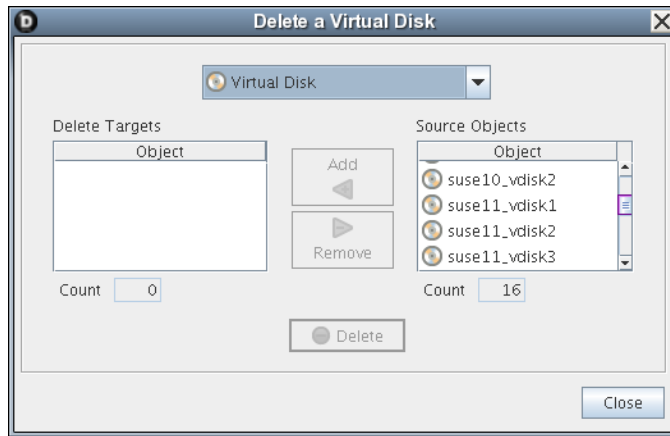 Delete a Virtual Disk
Virtual Disk
Delete Targets
Object
Count 0
Add
Remove
Source Objects
Object
suse10_vdisk2
suse11_vdisk1
suse11_vdisk2
suse11_vdisk3
Count 16
Delete
Close